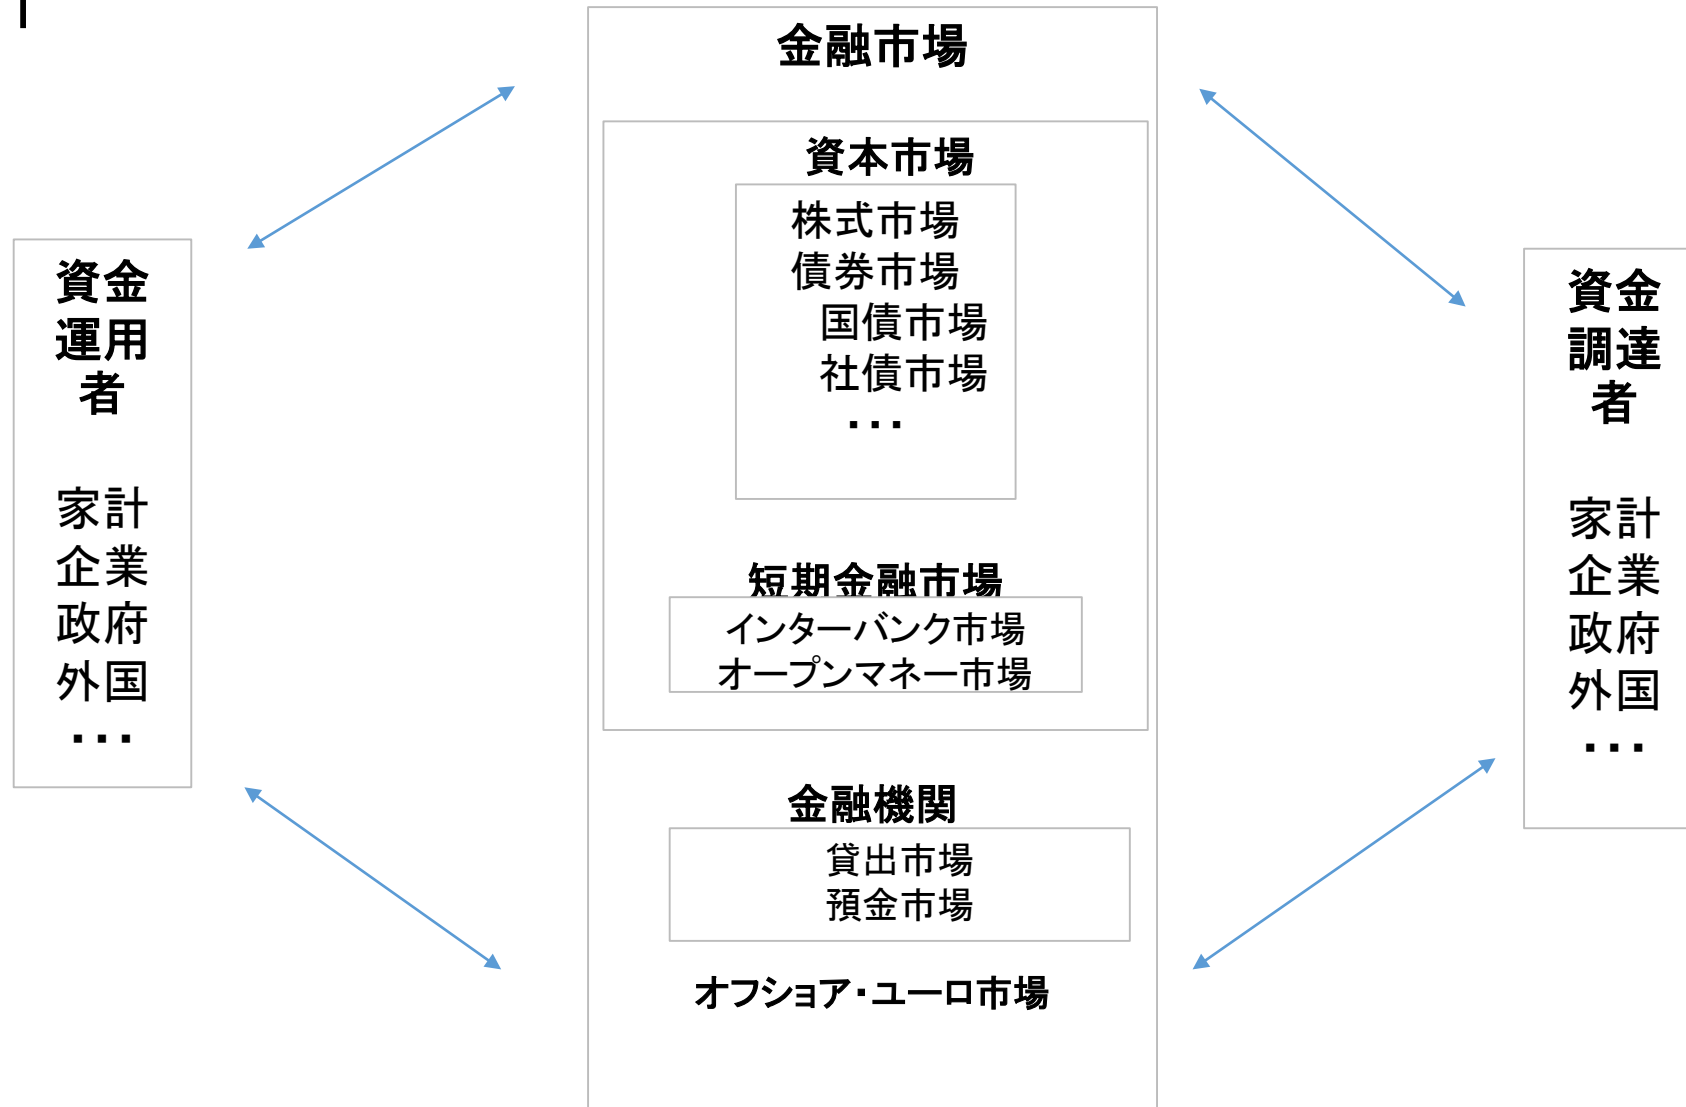 金融市場
資本市場
株式市場
債券市場
国債市場
社債市場
･･･
短期金融市場
インターバンク市場
オープンマネー市場
金融機関
貸出市場
預金市場
オフショア・ユーロ市場
資金
運用
者
家計
企業
政府
外国
･･･
資金
調達
者
家計
企業
政府
外国
･･･